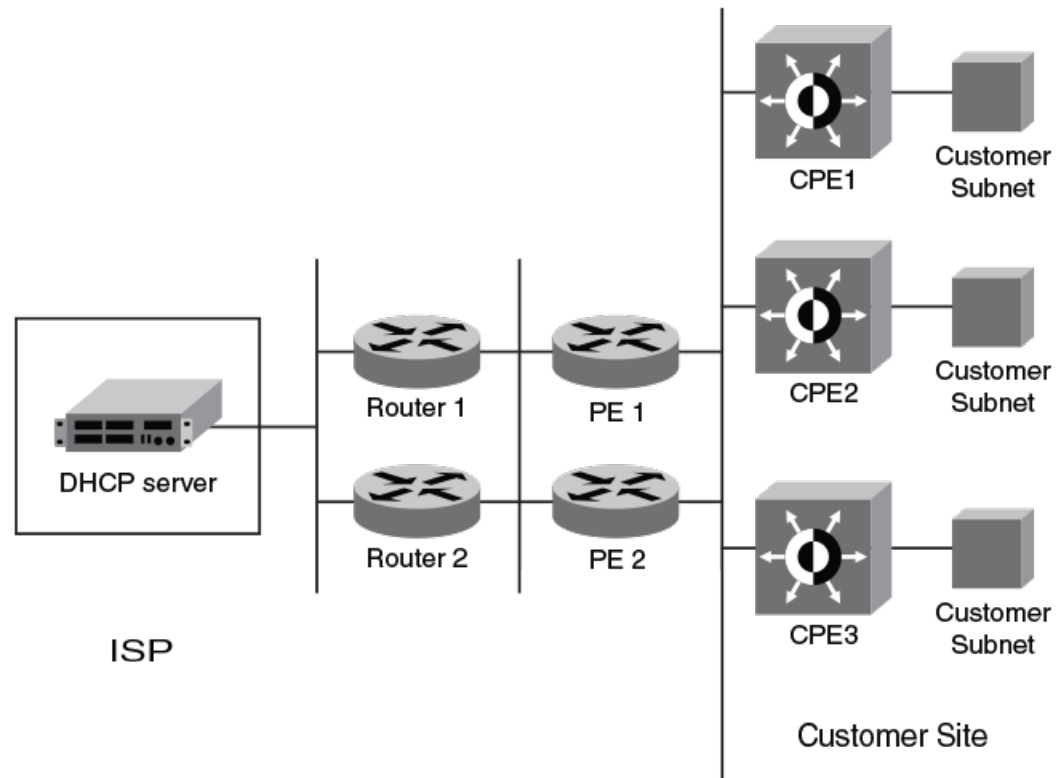 CPE1
Customer
Subnet
CPE2
Customer
Subnet
Router 1
PE 1
DHCP server
Router 2
PE 2
CPE3
Customer
Subnet
ISP
Customer Site